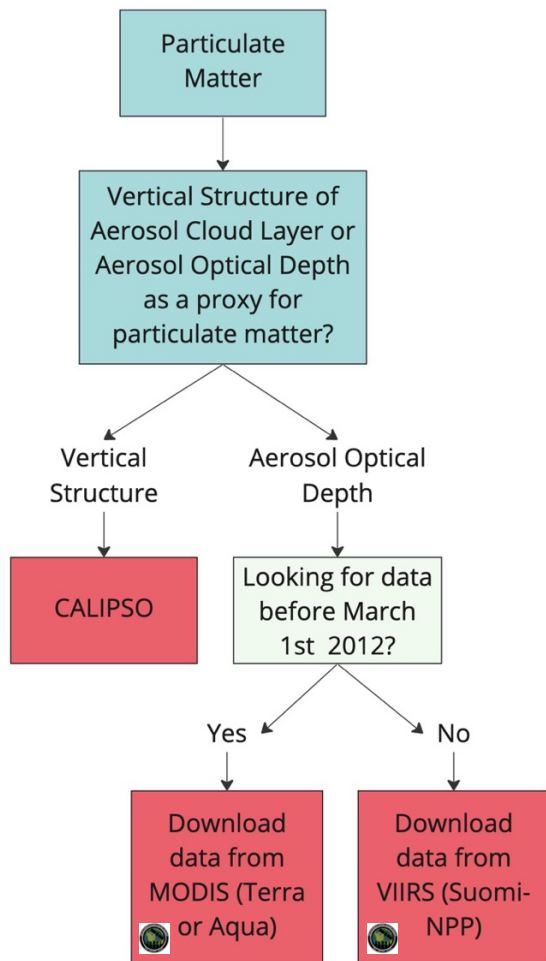 Particulate
Matter
Vertical Structure of
Aerosol Cloud Layer or
Aerosol Optical Depth
as a proxy for
particulate matter?
Vertical
Structure
Aerosol Optical
Depth
CALIPSO
Looking for data
before March
1st 2012?
Yes
No
Download
data from
MODIS (Terra
or Aqua)
Download
data from
VIIRS (Suomi-
NPP)